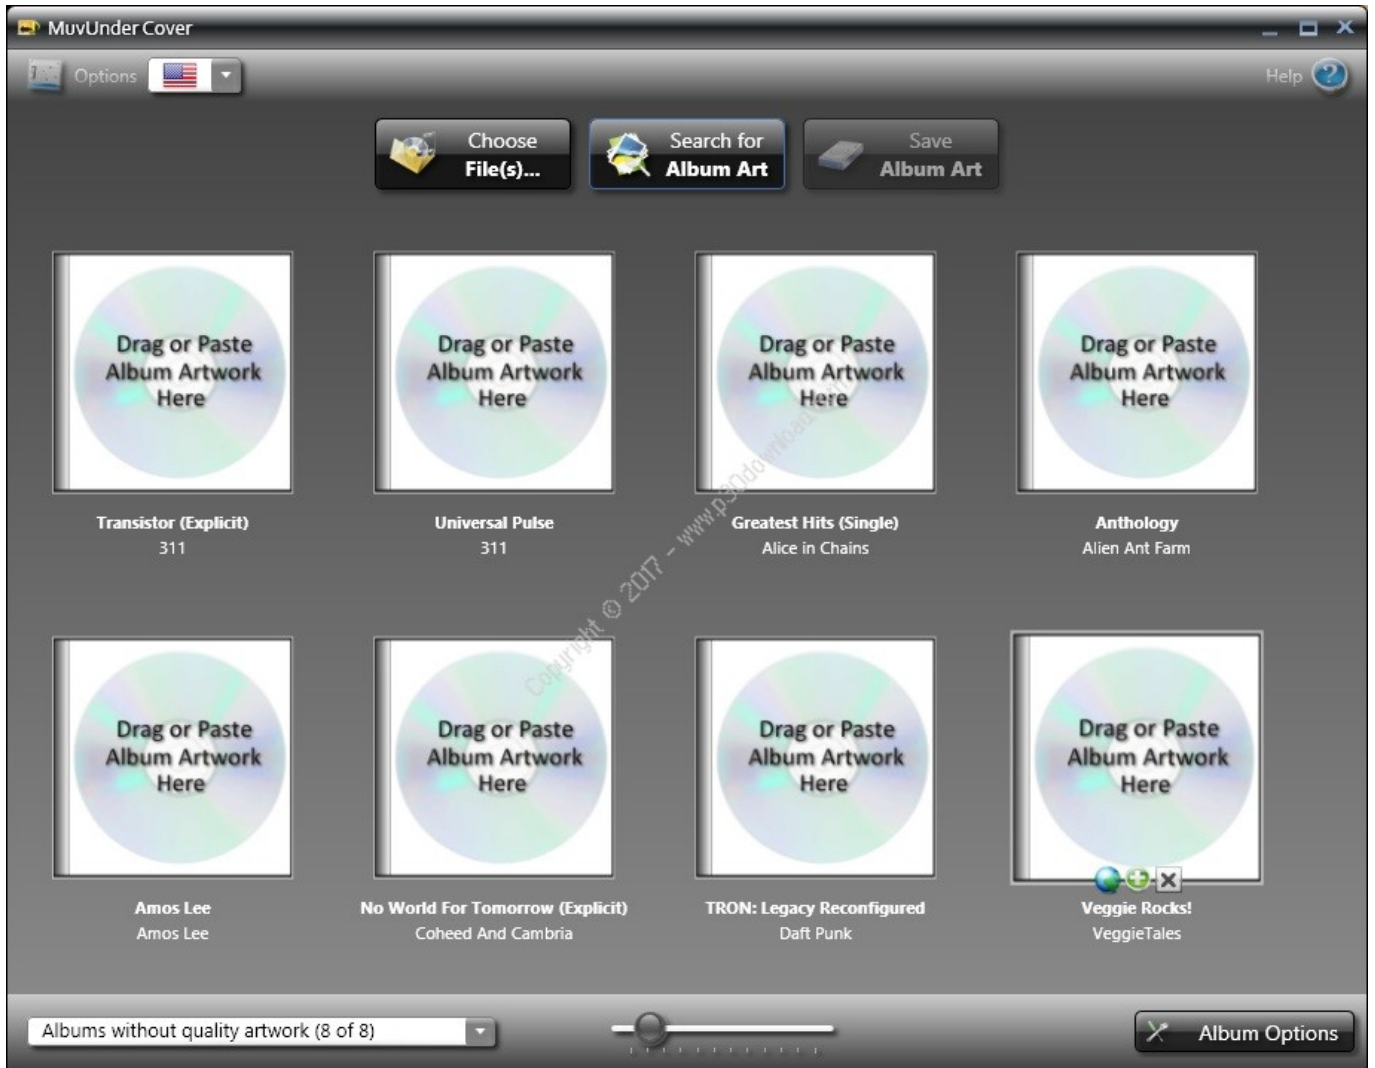 MuvUnder Cover
Options
Help
Choose
File(s)...
Search for
Album Art
Save
Album Art
Drag or Paste
Album Artwork
Here
Drag or Paste
Album Artwork
Here
Drag or Paste
Album Artwork
Here
Drag or Paste
Album Artwork
Here
Transistor (Explicit)
311
Universal Pulse
311
Greatest Hits (Single)
Alice in Chains
Anthology
Alien Ant Farm
Copyright © 2017 - www.p30download.com
Drag or Paste
Album Artwork
Here
Drag or Paste
Album Artwork
Here
Drag or Paste
Album Artwork
Here
Drag or Paste
Album Artwork
Here
Amos Lee
Amos Lee
No World For Tomorrow (Explicit)
Coheed And Cambria
TRON: Legacy Reconfigured
Daft Punk
Veggie Rocks!
VeggieTales
Albums without quality artwork (8 of 8)
Album Options